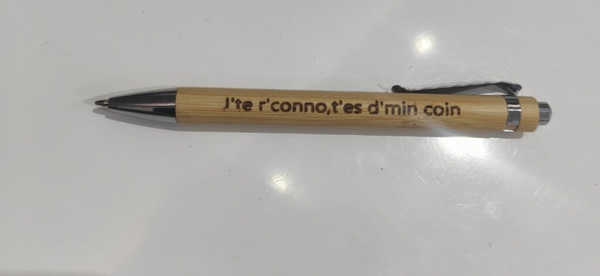 J'te r'conno,t'es d'min coin